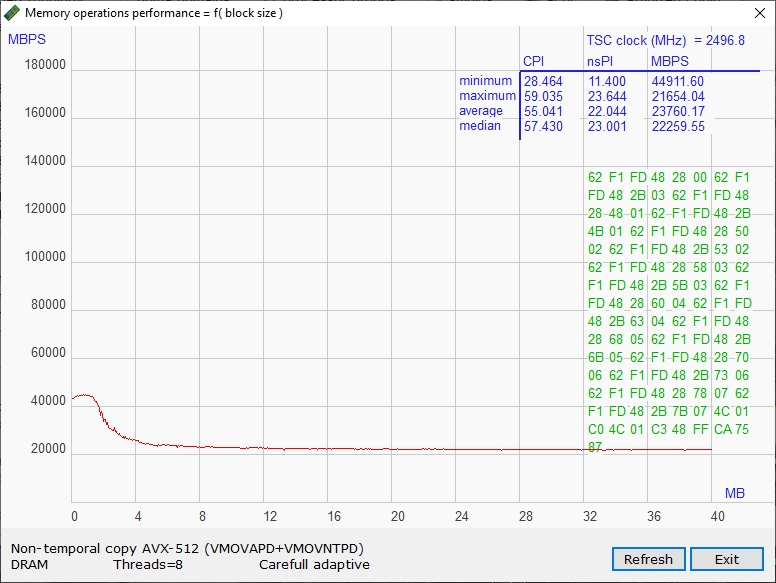 Memory operations performance = f( block size )
MBPS
TSC clock (MHz) = 2496.8
CPI nsPI MBPS
minimum 28.464 11.400 44911.60
maximum 59.035 23.644 21654.04
average 55.041 22.044 23760.17
median 57.430 23.001 22259.55
180000
160000
140000
120000
100000
80000
60000
40000
20000
62 F1 FD 48 28 00 62 F1
FD 48 2B 03 62 F1 FD 48
28 48 01 62 F1 FD 48 2B
4B 01 62 F1 FD 48 28 50
02 62 F1 FD 48 2B 53 02
62 F1 FD 48 28 58 03 62
F1 FD 48 2B 5B 03 62 F1
FD 48 28 60 04 62 F1 FD
48 2B 63 04 62 F1 FD 48
28 68 05 62 F1 FD 48 2B
6B 05 62 F1 FD 48 28 70
06 62 F1 FD 48 2B 73 06
62 F1 FD 48 28 78 07 62
F1 FD 48 2B 7B 07 4C 01
C0 4C 01 C3 48 FF CA 75
87
MB
0 4 8 12 16 20 24 28 32 36 40
Non-temporal copy AVX-512 (VMOVAPD+VMOVNTPD)
DRAM Threads=8 Carefull adaptive
Refresh Exit